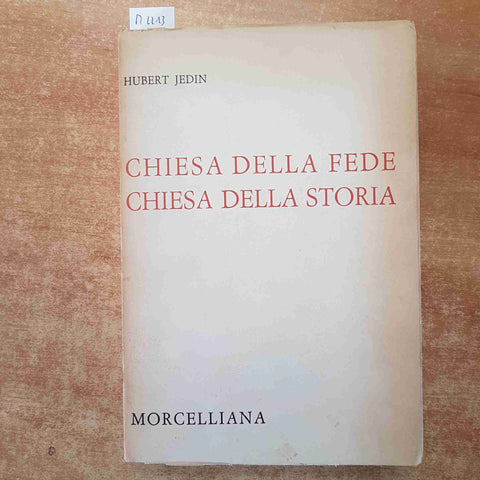 HUBERT JEDIN
CHIESA DELLA FEDE
CHIESA DELLA STORIA
MORCELLIANA